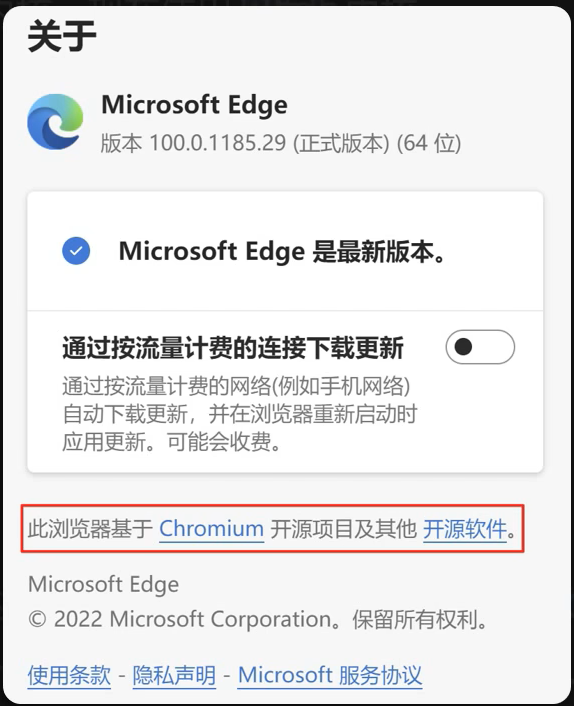 关于
Microsoft Edge
版本 100.0.1185.29 (正式版本) (64 位)
Microsoft Edge 是最新版本。
通过按流量计费的连接下载更新
通过按流量计费的网络(例如手机网络)
自动下载更新，并在浏览器重新启动时
应用更新。可能会收费。
此浏览器基于 Chromium 开源项目及其他 开源软件。
Microsoft Edge
© 2022 Microsoft Corporation。保留所有权利。
使用条款 - 隐私声明 - Microsoft 服务协议